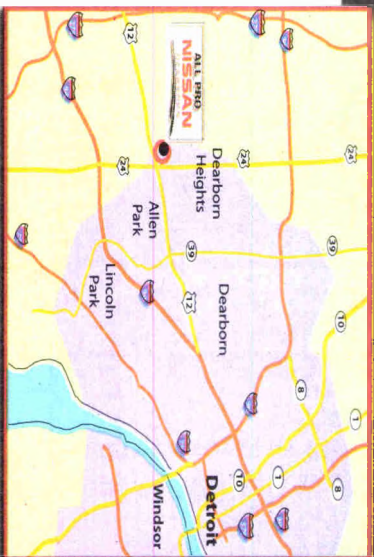 1
24
10
8
39
8
1
24
10
Dearborn
Heights
Dearborn
Detroit
ALL PRO
NISSAN
39
12
Windsor
Allen
Park
12
24
Lincoln
Park